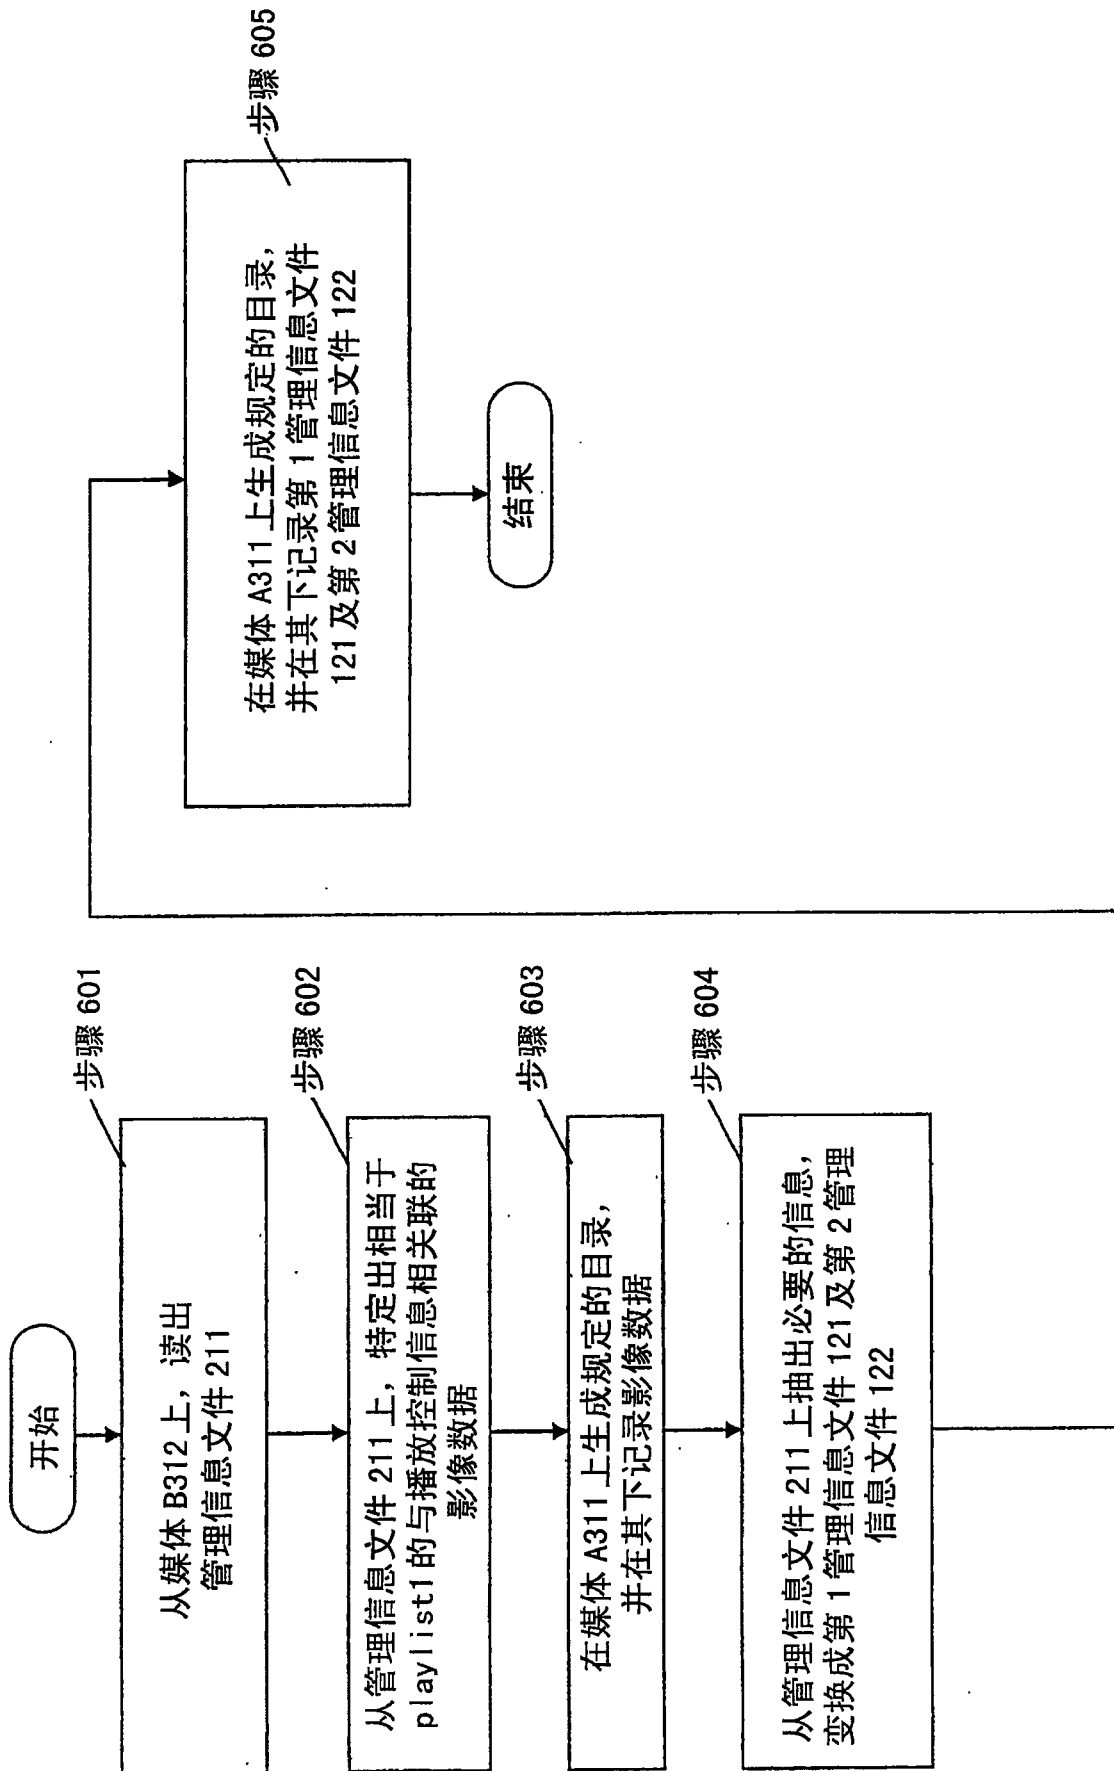 开始
步骤 601
从媒体 B312 上，读出
管理信息文件 211
步骤 602
从管理信息文件 211 上，特定出相当于
playlist1 的与播放控制信息相关联的
影像数据
步骤 603
在媒体 A311 上生成规定的目录，
并在其下记录影像数据
步骤 604
从管理信息文件 211 上抽出必要的信息，
变换成第 1 管理信息文件 121 及第 2 管理
信息文件 122
步骤 605
在媒体 A311 上生成规定的目录，
并在其下记录第 1 管理信息文件
121 及第 2 管理信息文件 122
结束